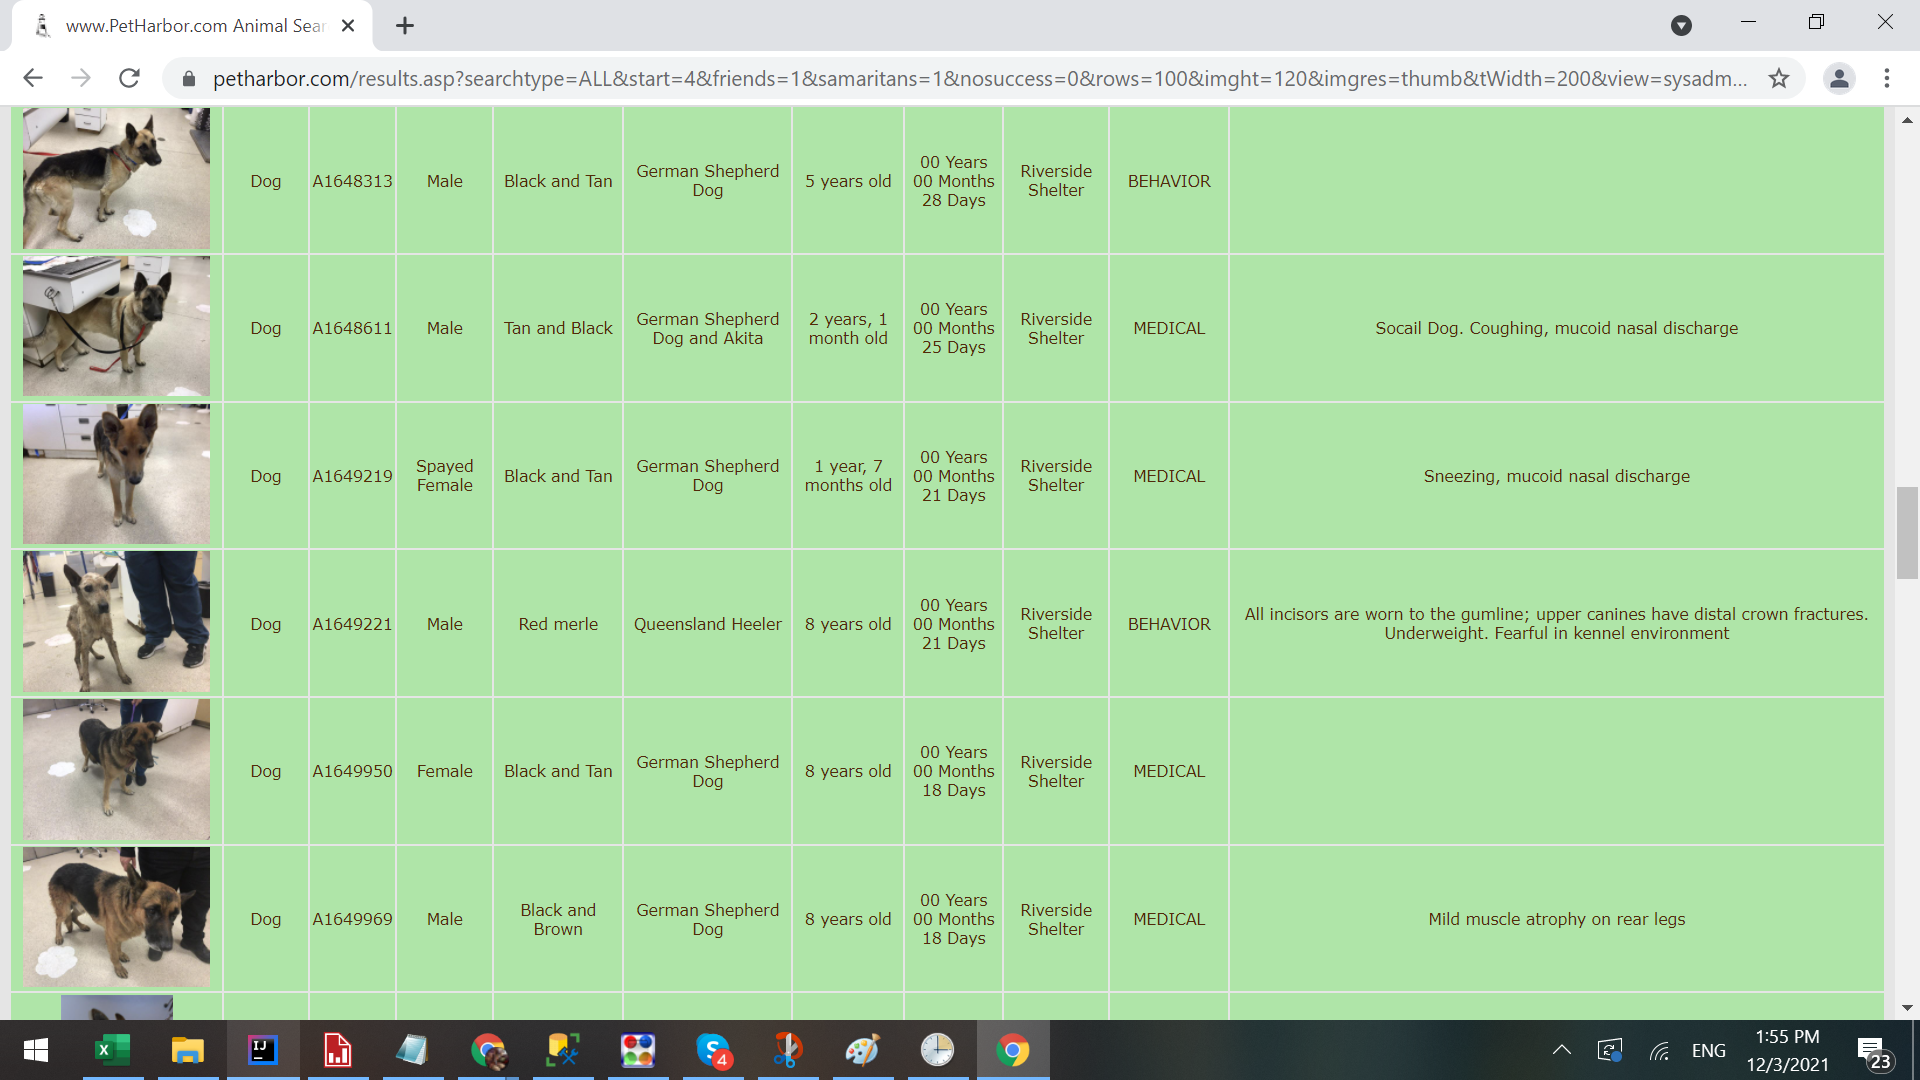 www.PetHarbor.com Animal Sear
petharbor.com/results.asp?searchtype=ALL&start=4&friends=1&samaritans=1&nosuccess=0&rows=100&imght=120&imgres=thumb&tWidth=200&view=sysadm...
Dog
A1648313
Male
Black and Tan
German Shepherd
Dog
5 years old
00 Years
00 Months
28 Days
Riverside
Shelter
BEHAVIOR
Dog
A1648611
Male
Tan and Black
German Shepherd
Dog and Akita
2 years, 1
month old
00 Years
00 Months
25 Days
Riverside
Shelter
MEDICAL
Socail Dog. Coughing, mucoid nasal discharge
Dog
A1649219
Spayed
Female
Black and Tan
German Shepherd
Dog
1 year, 7
months old
00 Years
00 Months
21 Days
Riverside
Shelter
MEDICAL
Sneezing, mucoid nasal discharge
Dog
A1649221
Male
Red merle
Queensland Heeler
8 years old
00 Years
00 Months
21 Days
Riverside
Shelter
BEHAVIOR
All incisors are worn to the gumline; upper canines have distal crown fractures.
Underweight. Fearful in kennel environment
Dog
A1649950
Female
Black and Tan
German Shepherd
Dog
8 years old
00 Years
00 Months
18 Days
Riverside
Shelter
MEDICAL
Dog
A1649969
Male
Black and
Brown
German Shepherd
Dog
8 years old
00 Years
00 Months
18 Days
Riverside
Shelter
MEDICAL
Mild muscle atrophy on rear legs
X
IJ
S
4
ENG
1:55 PM
12/3/2021
23